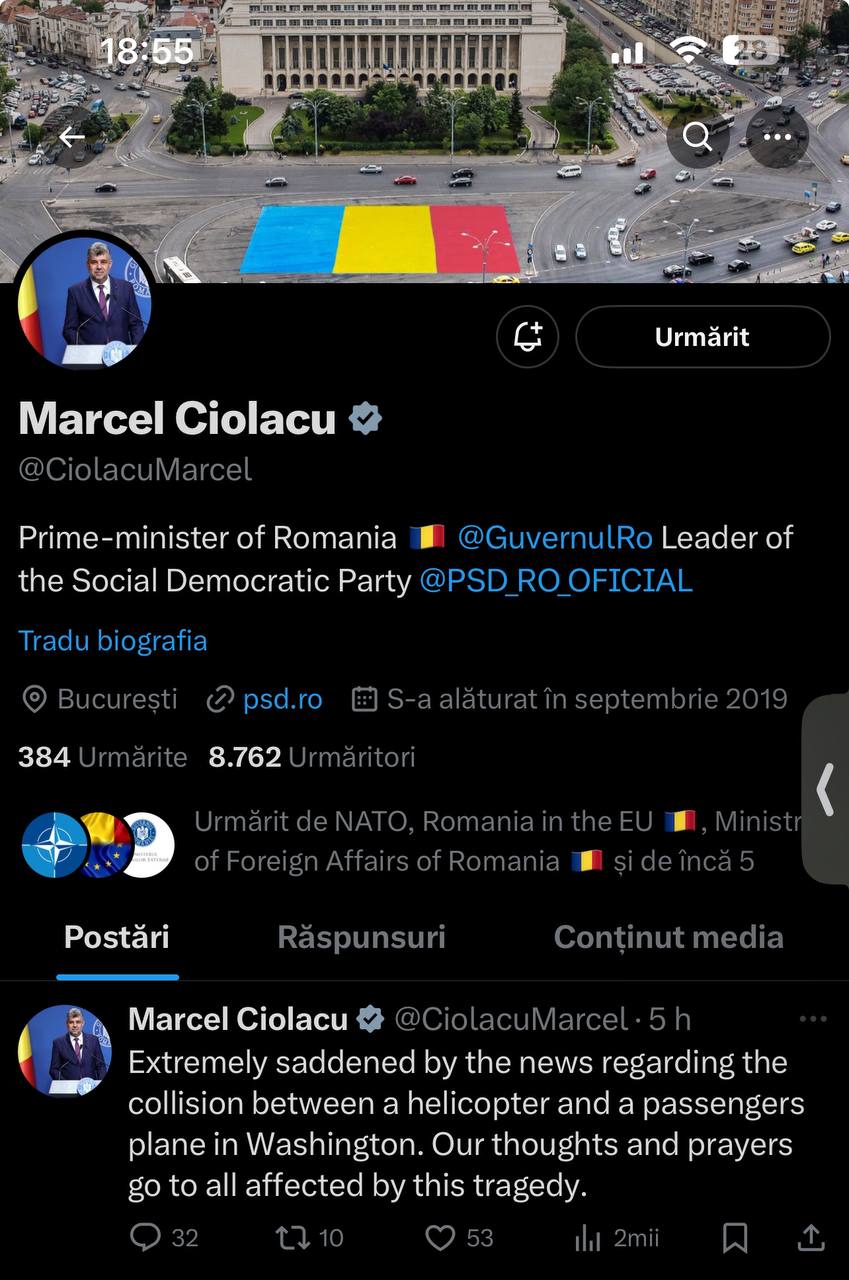 18:55
28
Urmărit
Marcel Ciolacu
@CiolacuMarcel
Prime-minister of Romania 🇷🇴 @GuvernulRo Leader of
the Social Democratic Party @PSD_RO_OFICIAL
Tradu biografia
București psd.ro S-a alăturat în septembrie 2019
384 Urmărite 8.762 Urmăritori
Urmărit de NATO, Romania in the EU 🇷🇴, Ministr
of Foreign Affairs of Romania 🇷🇴 și de încă 5
Postări Răspunsuri Conținut media
Marcel Ciolacu @CiolacuMarcel · 5 h
Extremely saddened by the news regarding the
collision between a helicopter and a passengers
plane in Washington. Our thoughts and prayers
go to all affected by this tragedy.
32 10 53 2mii